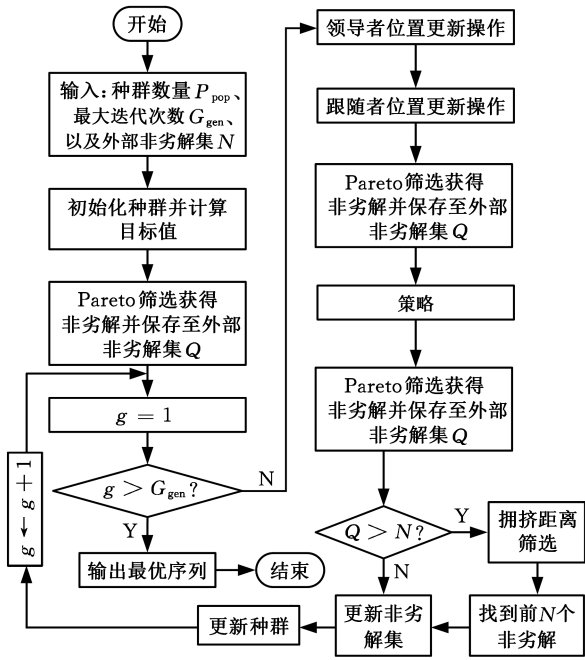 开始
输入:种群数量 P_pop、
最大迭代次数 G_gen、
以及外部非劣解集 N
初始化种群并计算
目标值
Pareto 筛选获得
非劣解并保存至外部
非劣解集 Q
g = 1
g > G_gen?
N
Y
输出最优序列
结束
g ← g + 1
领导者位置更新操作
跟随者位置更新操作
Pareto 筛选获得
非劣解并保存至外部
非劣解集 Q
策略
Pareto 筛选获得
非劣解并保存至外部
非劣解集 Q
Q > N?
Y
N
拥挤距离
筛选
找到前N个
非劣解
更新非劣
解集
更新种群